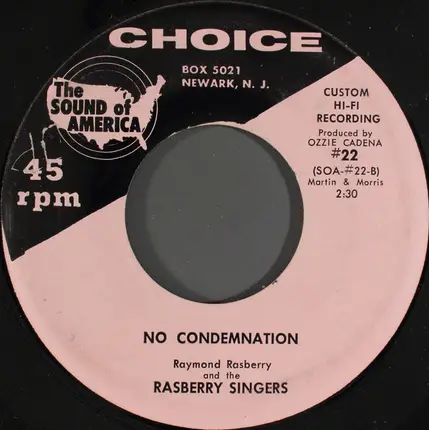 CHOICE
BOX 5021
NEWARK, N. J.
The
SOUND of
AMERICA
45
rpm
CUSTOM
HI-FI
RECORDING
Produced by
OZZIE CADENA
#22
(SOA-#22-B)
Martin & Morris
2:30
NO CONDEMNATION
Raymond Rasberry
and the
RASBERRY SINGERS